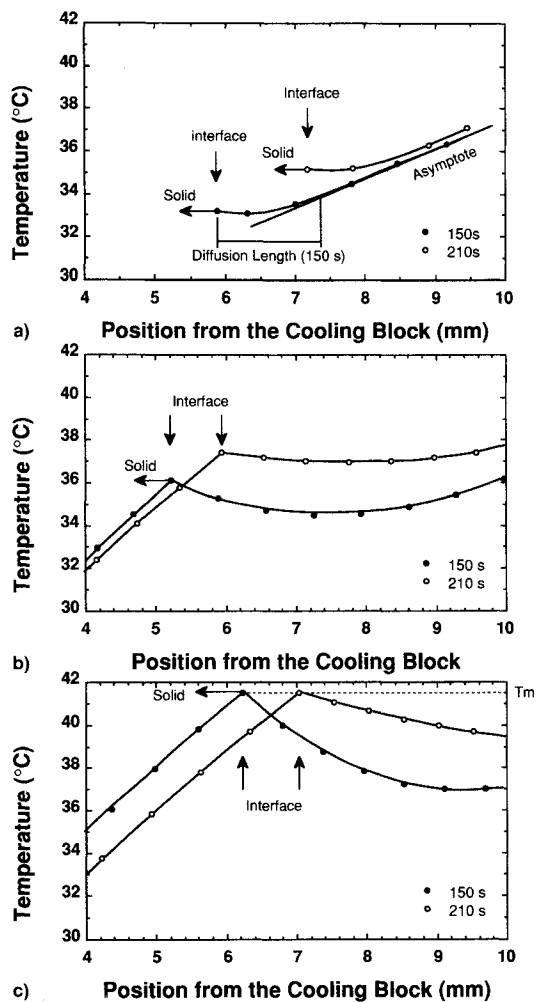 42
40
38
36
34
32
30
Temperature (°C)
Interface
interface
Solid
Solid
Asymptote
Diffusion Length (150 s)
150s
210s
4 5 6 7 8 9 10
a) Position from the Cooling Block (mm)
42
40
38
36
34
32
30
Temperature (°C)
Interface
Solid
150 s
210 s
4 5 6 7 8 9 10
b) Position from the Cooling Block
42
40
38
36
34
32
30
Temperature (°C)
Solid
Tm
Interface
150 s
210 s
4 5 6 7 8 9 10
c) Position from the Cooling Block (mm)